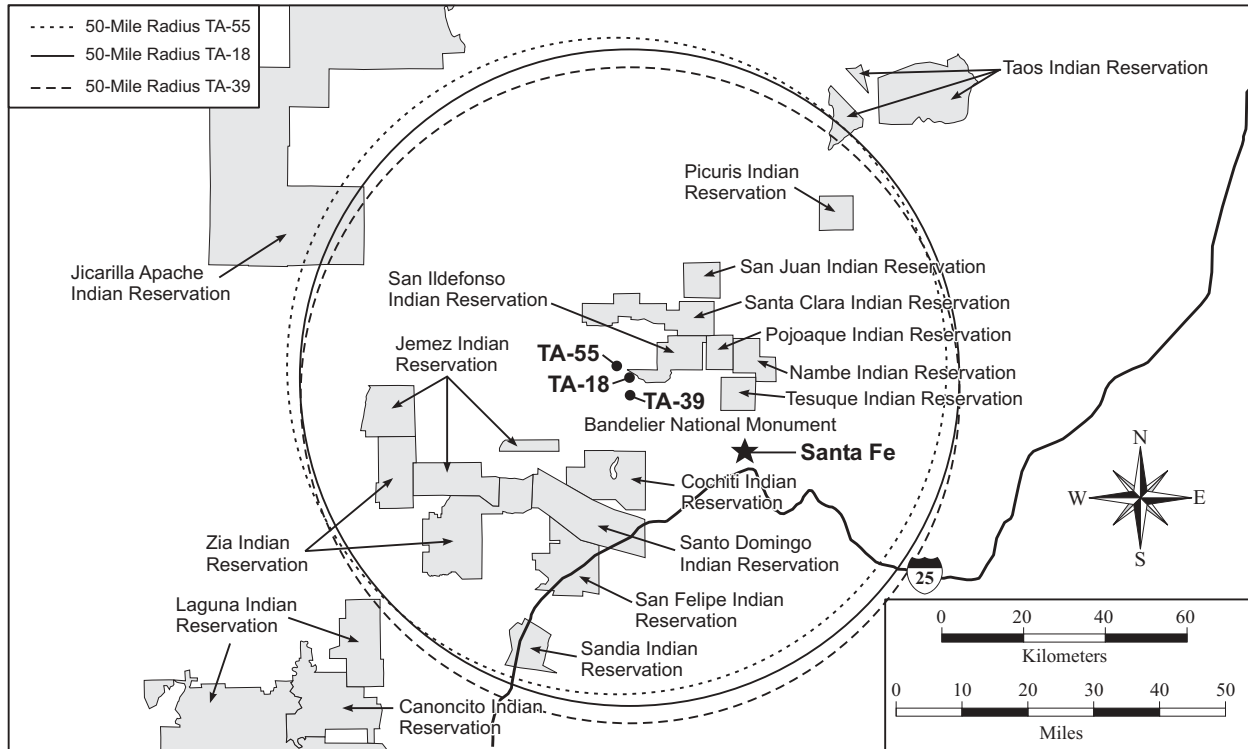 50-Mile Radius TA-55
50-Mile Radius TA-18
50-Mile Radius TA-39
Taos Indian Reservation
Picuris Indian
Reservation
Jicarilla Apache
Indian Reservation
San Ildefonso
Indian Reservation
San Juan Indian Reservation
Santa Clara Indian Reservation
Pojoaque Indian Reservation
Jemez Indian
Reservation
TA-55
TA-18
TA-39
Nambe Indian Reservation
Tesuque Indian Reservation
Bandelier National Monument
Santa Fe
Cochiti Indian
Reservation
N
W
E
S
Zia Indian
Reservation
Santo Domingo
Indian Reservation
25
Laguna Indian
Reservation
San Felipe Indian
Reservation
Sandia Indian
Reservation
Canoncito Indian
Reservation
0 20 40 60
Kilometers
0 10 20 30 40 50
Miles